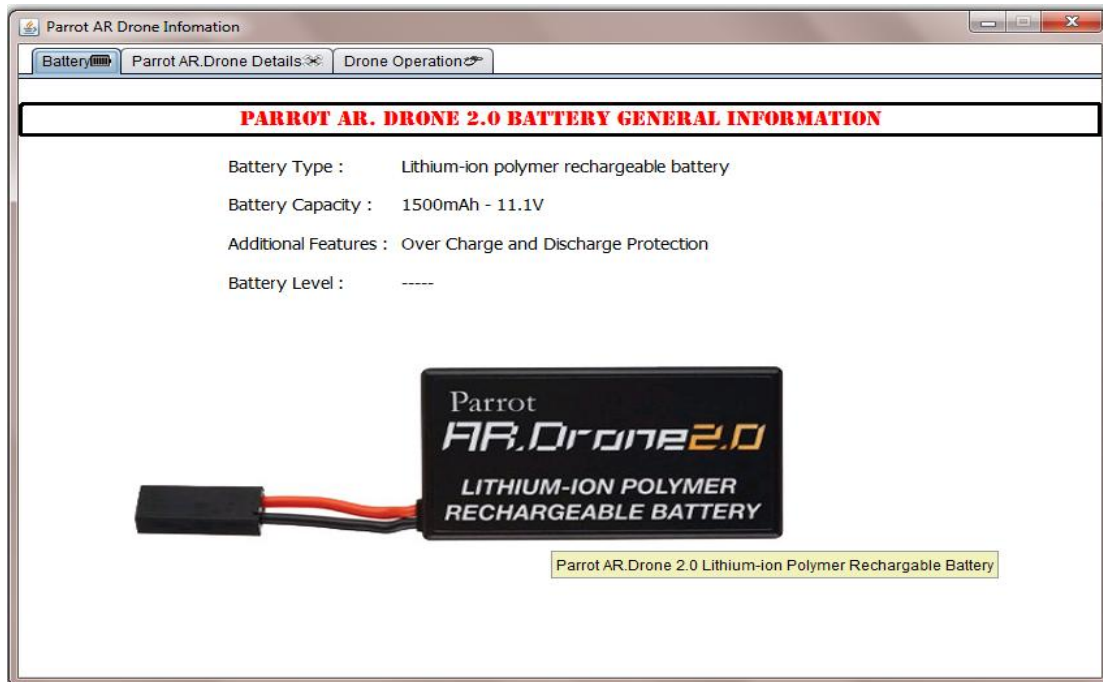 Parrot AR Drone Infomation
Battery Parrot AR.Drone Details Drone Operation
PARROT AR. DRONE 2.0 BATTERY GENERAL INFORMATION
Battery Type : Lithium-ion polymer rechargeable battery
Battery Capacity : 1500mAh - 11.1V
Additional Features : Over Charge and Discharge Protection
Battery Level : -----
Parrot
AR.Drone2.0
LITHIUM-ION POLYMER
RECHARGEABLE BATTERY
Parrot AR.Drone 2.0 Lithium-ion Polymer Rechargable Battery